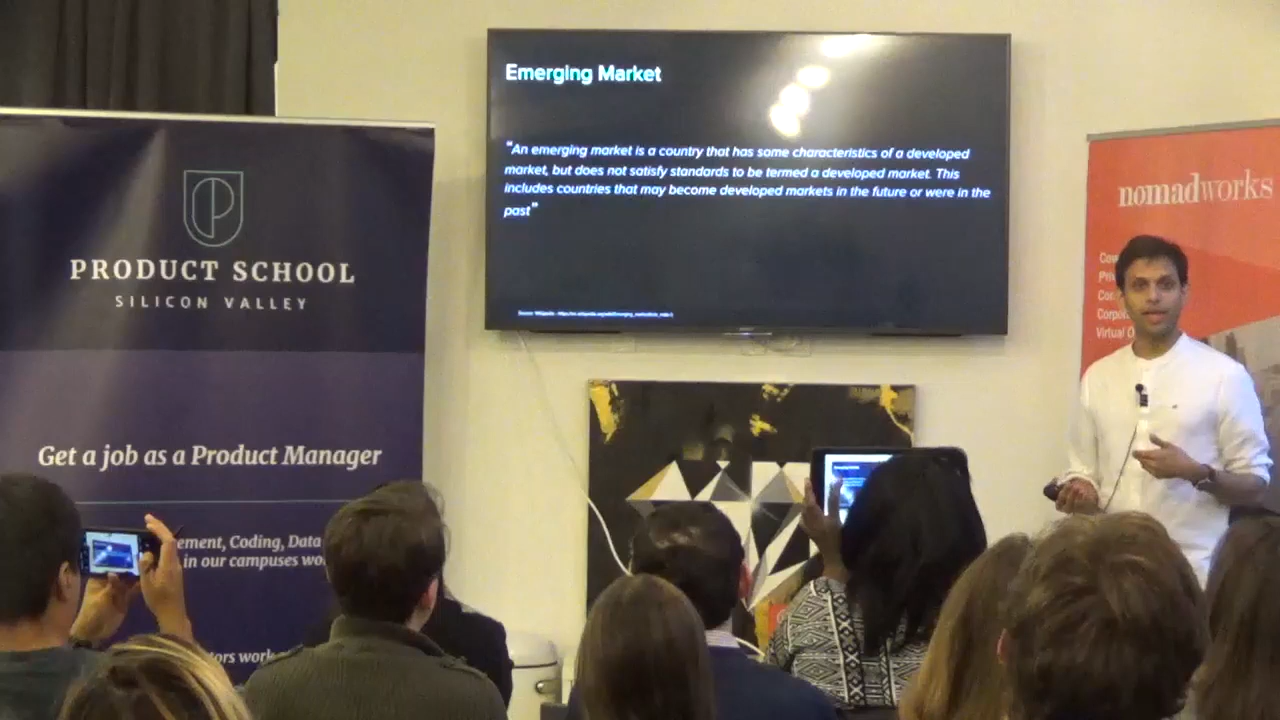 Emerging Market
"An emerging market is a country that has some characteristics of a developed
market, but does not satisfy standards to be termed a developed market. This
includes countries that may become developed markets in the future or were in the
past"
PRODUCT SCHOOL
SILICON VALLEY
Get a job as a Product Manager
Coding, Data
in our campuses
work
nomadworks
Virtual